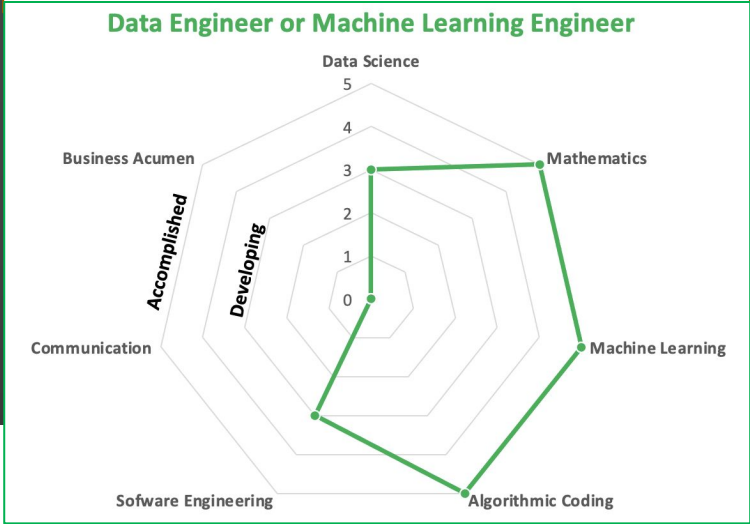 Data Engineer or Machine Learning Engineer
Data Science
5
4
3
2
1
0
Mathematics
Machine Learning
Algorithmic Coding
Sofware Engineering
Communication
Business Acumen
Accomplished
Developing